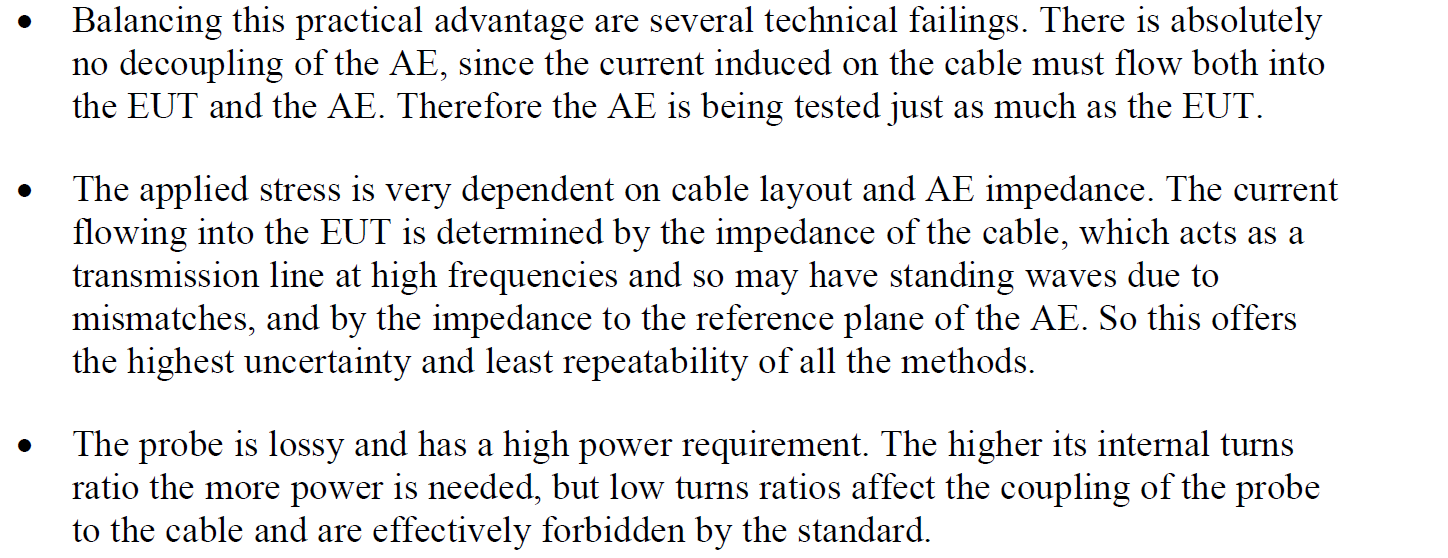 • Balancing this practical advantage are several technical failings. There is absolutely
no decoupling of the AE, since the current induced on the cable must flow both into
the EUT and the AE. Therefore the AE is being tested just as much as the EUT.
• The applied stress is very dependent on cable layout and AE impedance. The current
flowing into the EUT is determined by the impedance of the cable, which acts as a
transmission line at high frequencies and so may have standing waves due to
mismatches, and by the impedance to the reference plane of the AE. So this offers
the highest uncertainty and least repeatability of all the methods.
• The probe is lossy and has a high power requirement. The higher its internal turns
ratio the more power is needed, but low turns ratios affect the coupling of the probe
to the cable and are effectively forbidden by the standard.